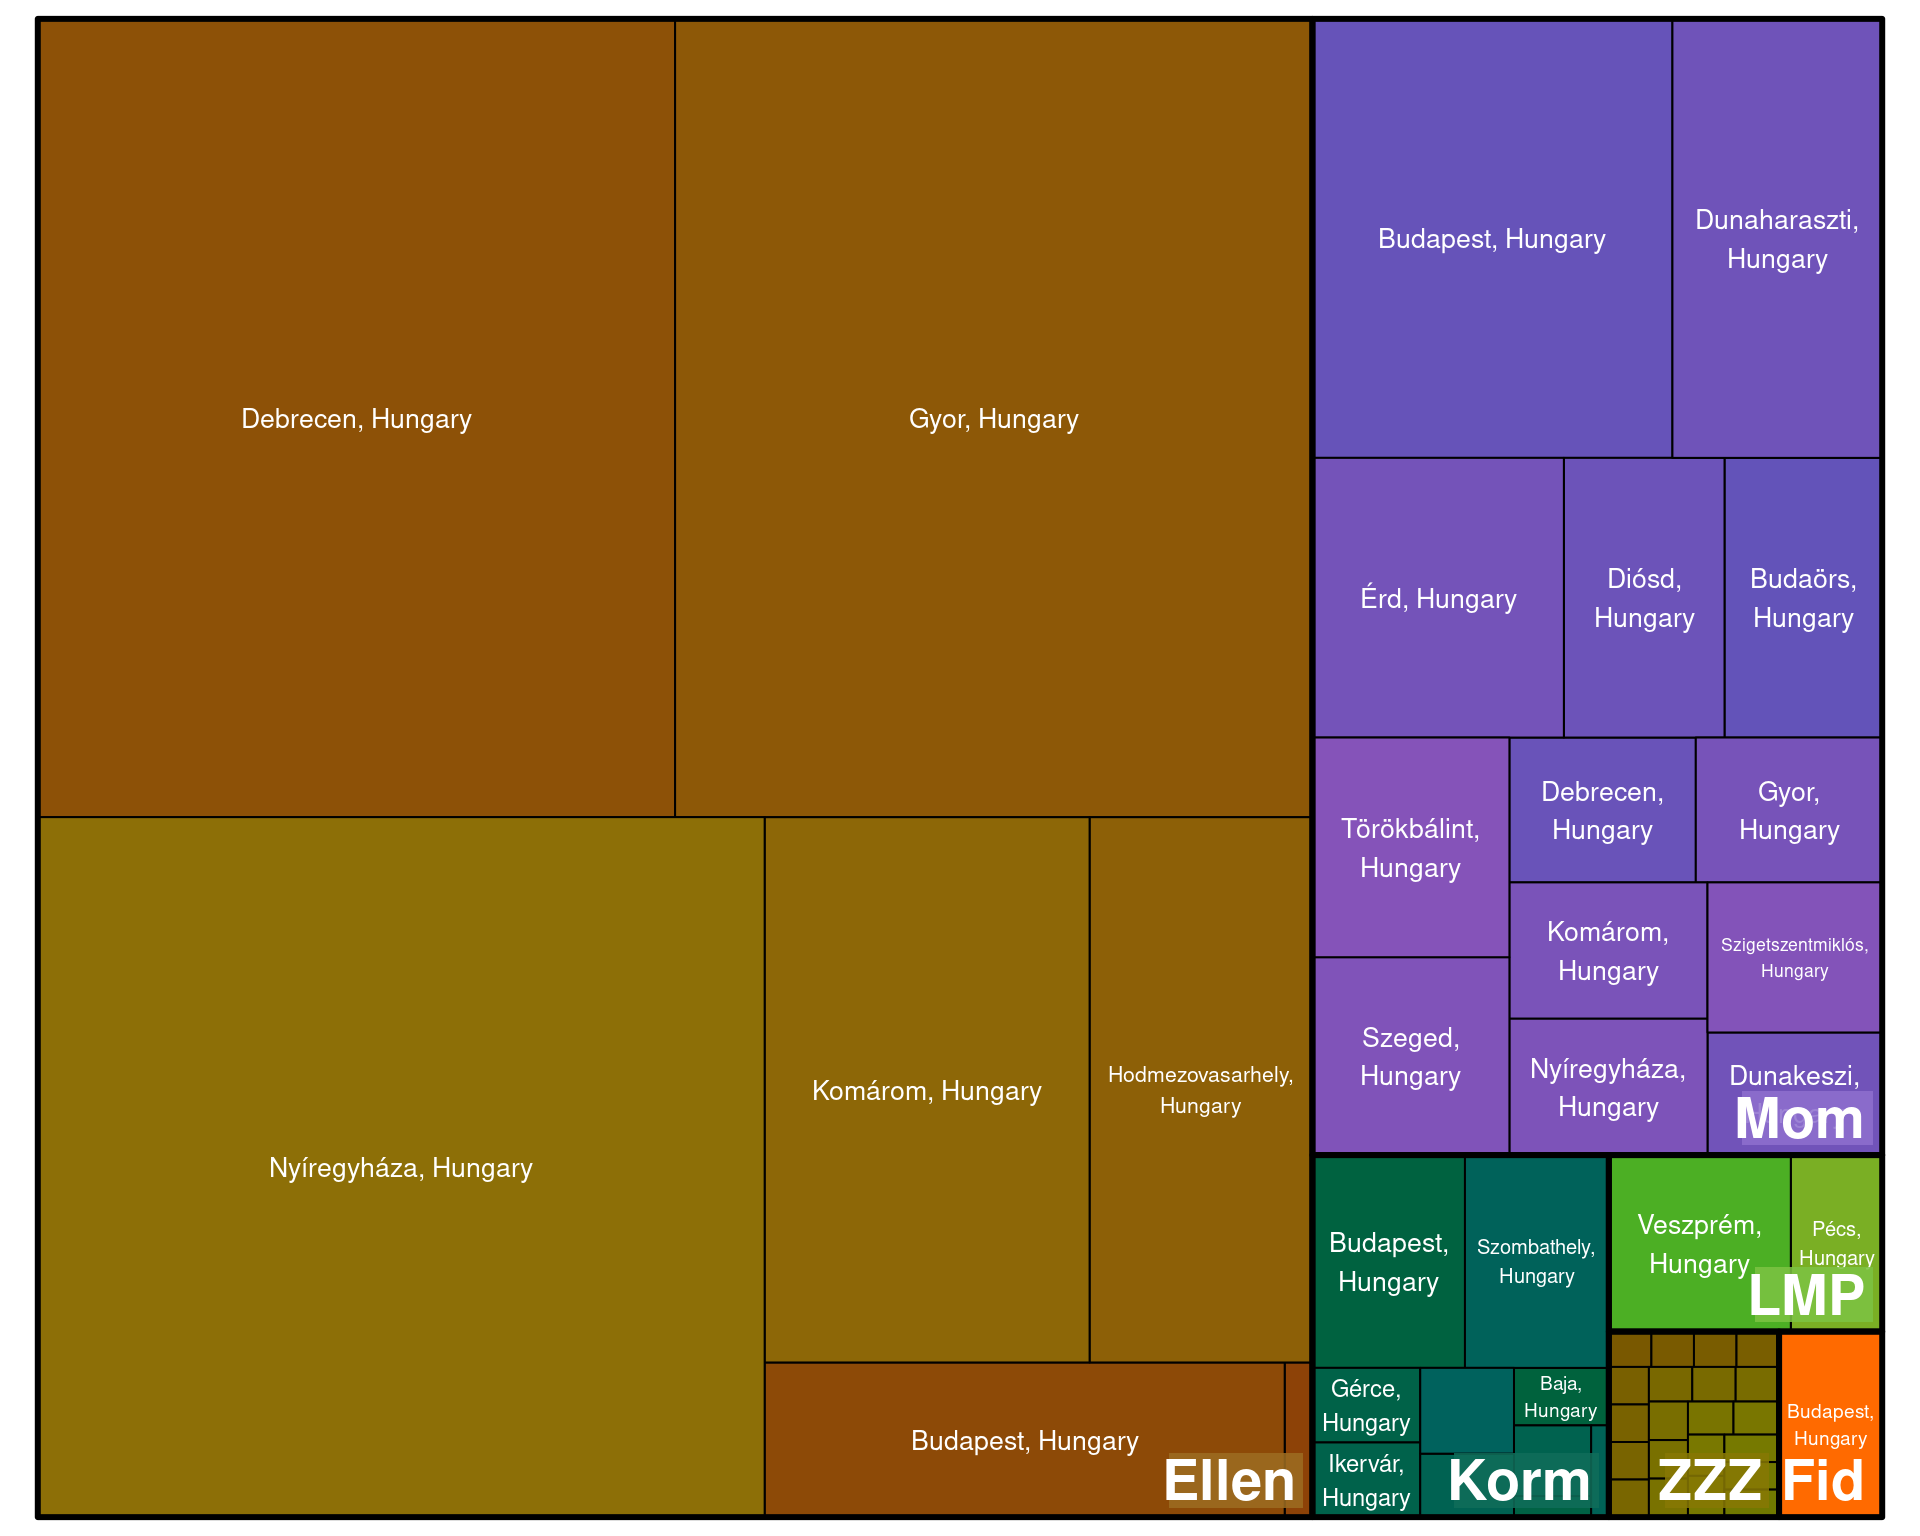 Debrecen, Hungary
Gyor, Hungary
Nyíregyháza, Hungary
Komárom, Hungary
Hodmezovasarhely,
Hungary
Budapest, Hungary
Ellen
Budapest, Hungary
Dunaharaszti,
Hungary
Érd, Hungary
Diósd,
Hungary
Budaörs,
Hungary
Törökbálint,
Hungary
Debrecen,
Hungary
Gyor,
Hungary
Komárom,
Hungary
Szigetszentmiklós,
Hungary
Szeged,
Hungary
Nyíregyháza,
Hungary
Dunakeszi,
Mom
Budapest,
Hungary
Szombathely,
Hungary
Gérce,
Hungary
Baja,
Hungary
Ikervár,
Hungary
Korm
Veszprém,
Hungary
Pécs,
Hungary
LMP
ZZZ
Budapest,
Hungary
Fid